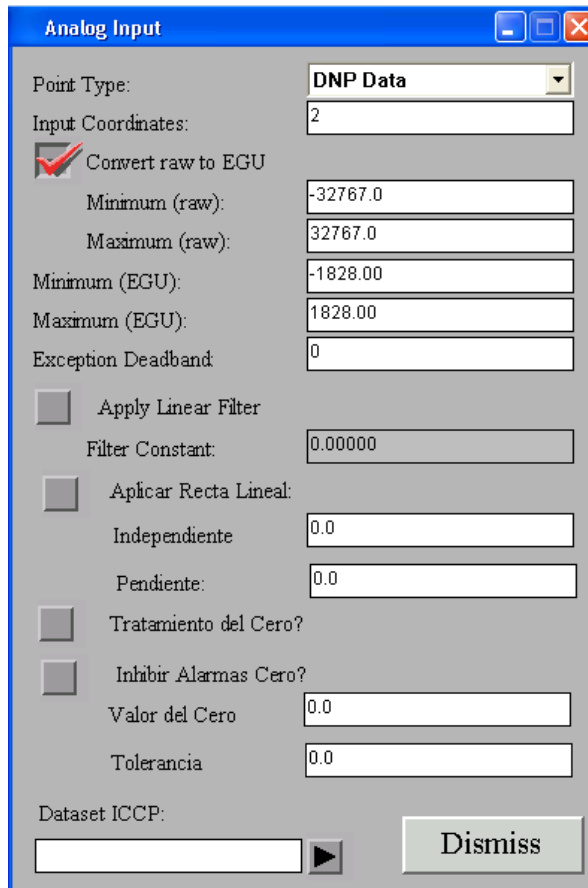 Analog Input
Point Type: DNP Data
Input Coordinates: 2
Convert raw to EGU
Minimum (raw): -32767.0
Maximum (raw): 32767.0
Minimum (EGU): -1828.00
Maximum (EGU): 1828.00
Exception Deadband: 0
Apply Linear Filter
Filter Constant: 0.00000
Aplicar Recta Lineal:
Independiente 0.0
Pendiente: 0.0
Tratamiento del Cero?
Inhibir Alarmas Cero?
Valor del Cero 0.0
Tolerancia 0.0
Dataset ICCP:
Dismiss